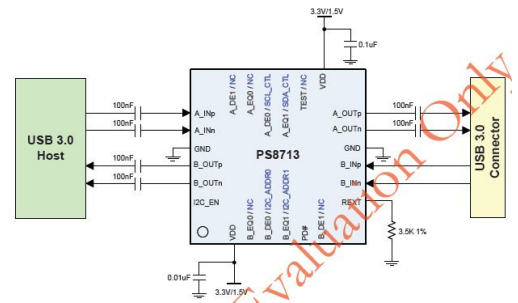 3.3V/1.5V
0.1uF
A_DE1 / NC
A_EQ0 / NC
A_DE0 / SCL_CTL
A_EQ1 / SDA_CTL
TEST / NC
VDD
USB 3.0
Host
100nF
100nF
100nF
100nF
A_INp
A_INn
GND
B_OUTp
B_OUTn
I2C_EN
PS8713
A_OUTp
A_OUTn
GND
B_INp
B_INn
REXT
100nF
100nF
USB 3.0
Connector
3.5K 1%
VDD
B_EQ0 / NC
B_DE0 / I2C_ADDR0
B_EQ1 / I2C_ADDR1
PD#
B_DE1 / NC
0.01uF
3.3V/1.5V
Evaluation Only